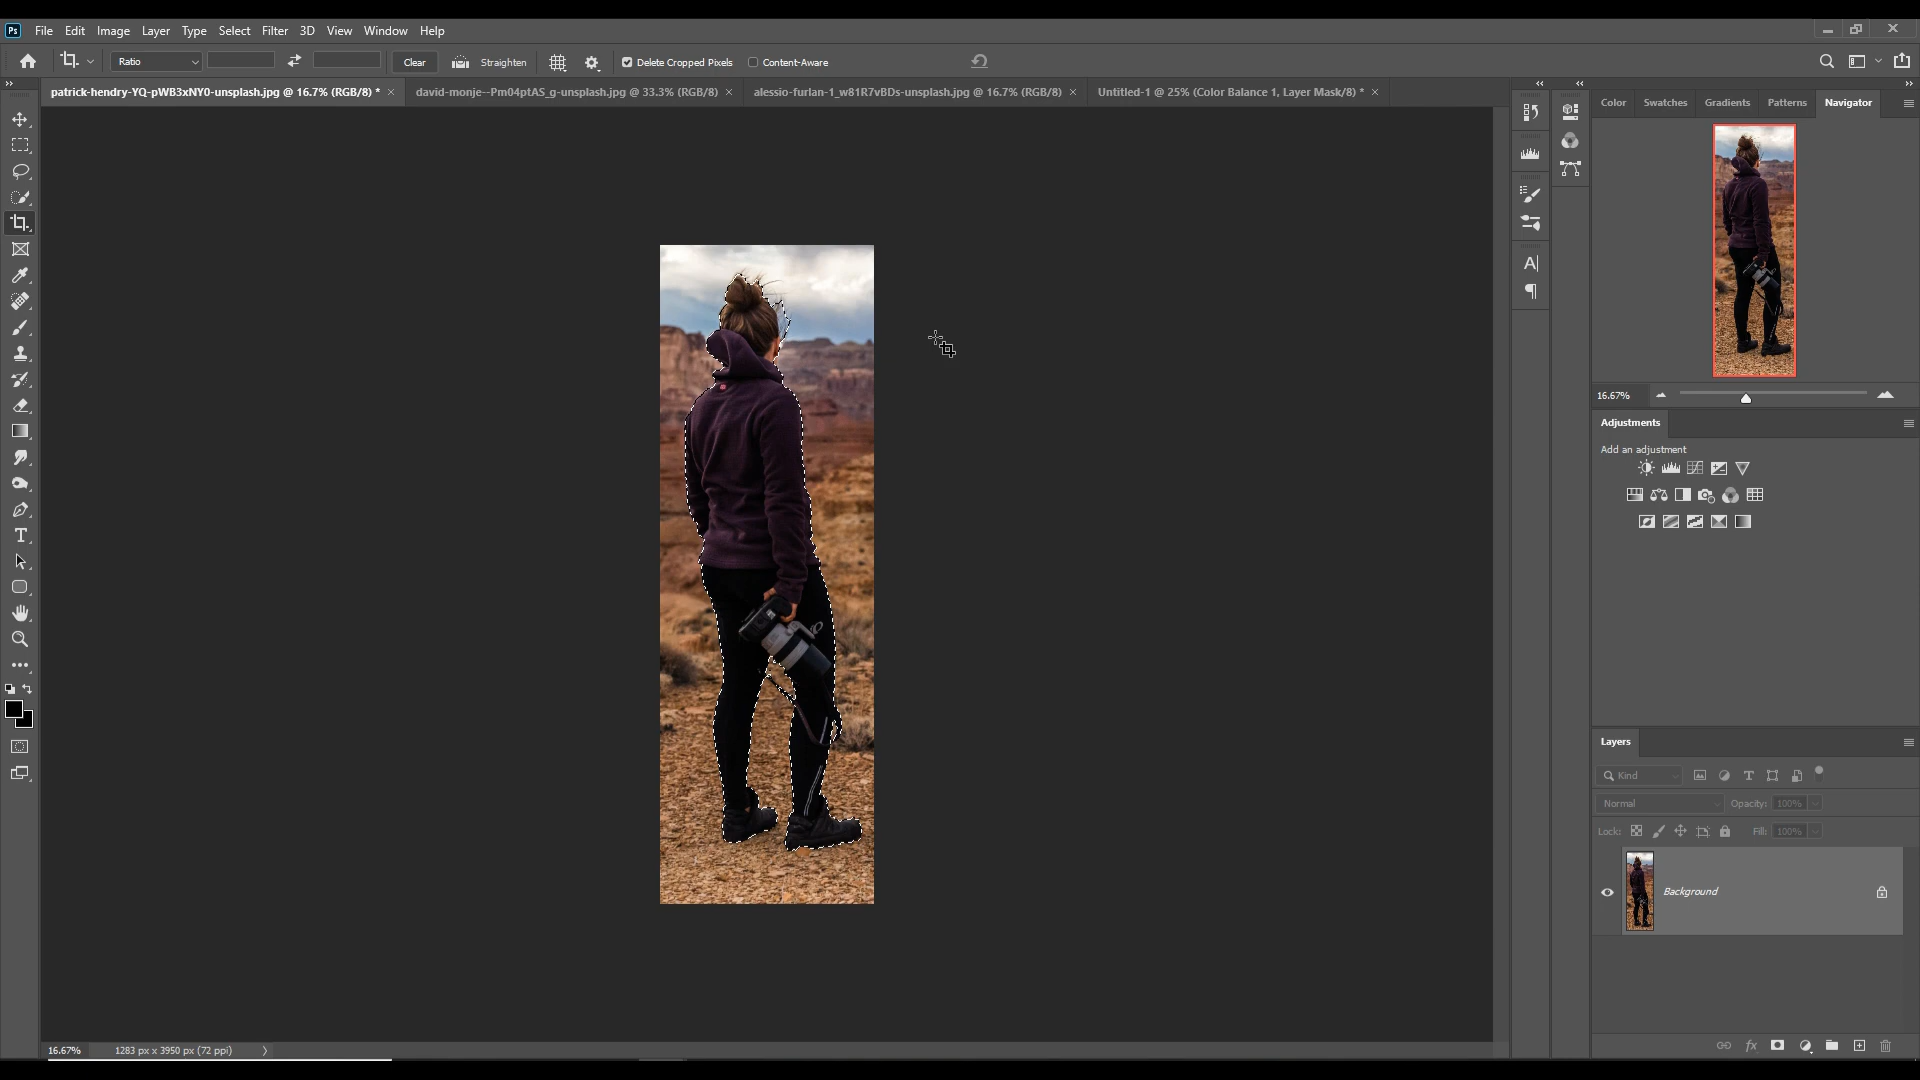 Ps File Edit Image Layer Type Select Filter 3D View Window Help
Ratio Clear Straighten Delete Cropped Pixels Content-Aware
patrick-hendry-YQ-pWB3xNY0-unsplash.jpg @ 16.7% (RGB/8) * × david-monje--Pm04ptAS_g-unsplash.jpg @ 33.3% (RGB/8) × alessio-furlan-1_w81R7vBDs-unsplash.jpg @ 16.7% (RGB/8) × Untitled-1 @ 25% (Color Balance 1, Layer Mask/8) * ×
Color Swatches Gradients Patterns Navigator
16.67%
Adjustments
Add an adjustment
Layers
Kind
Normal Opacity: 100%
Lock: Fill: 100%
Background
fx
16.67% 1283 px x 3950 px (72 ppi)